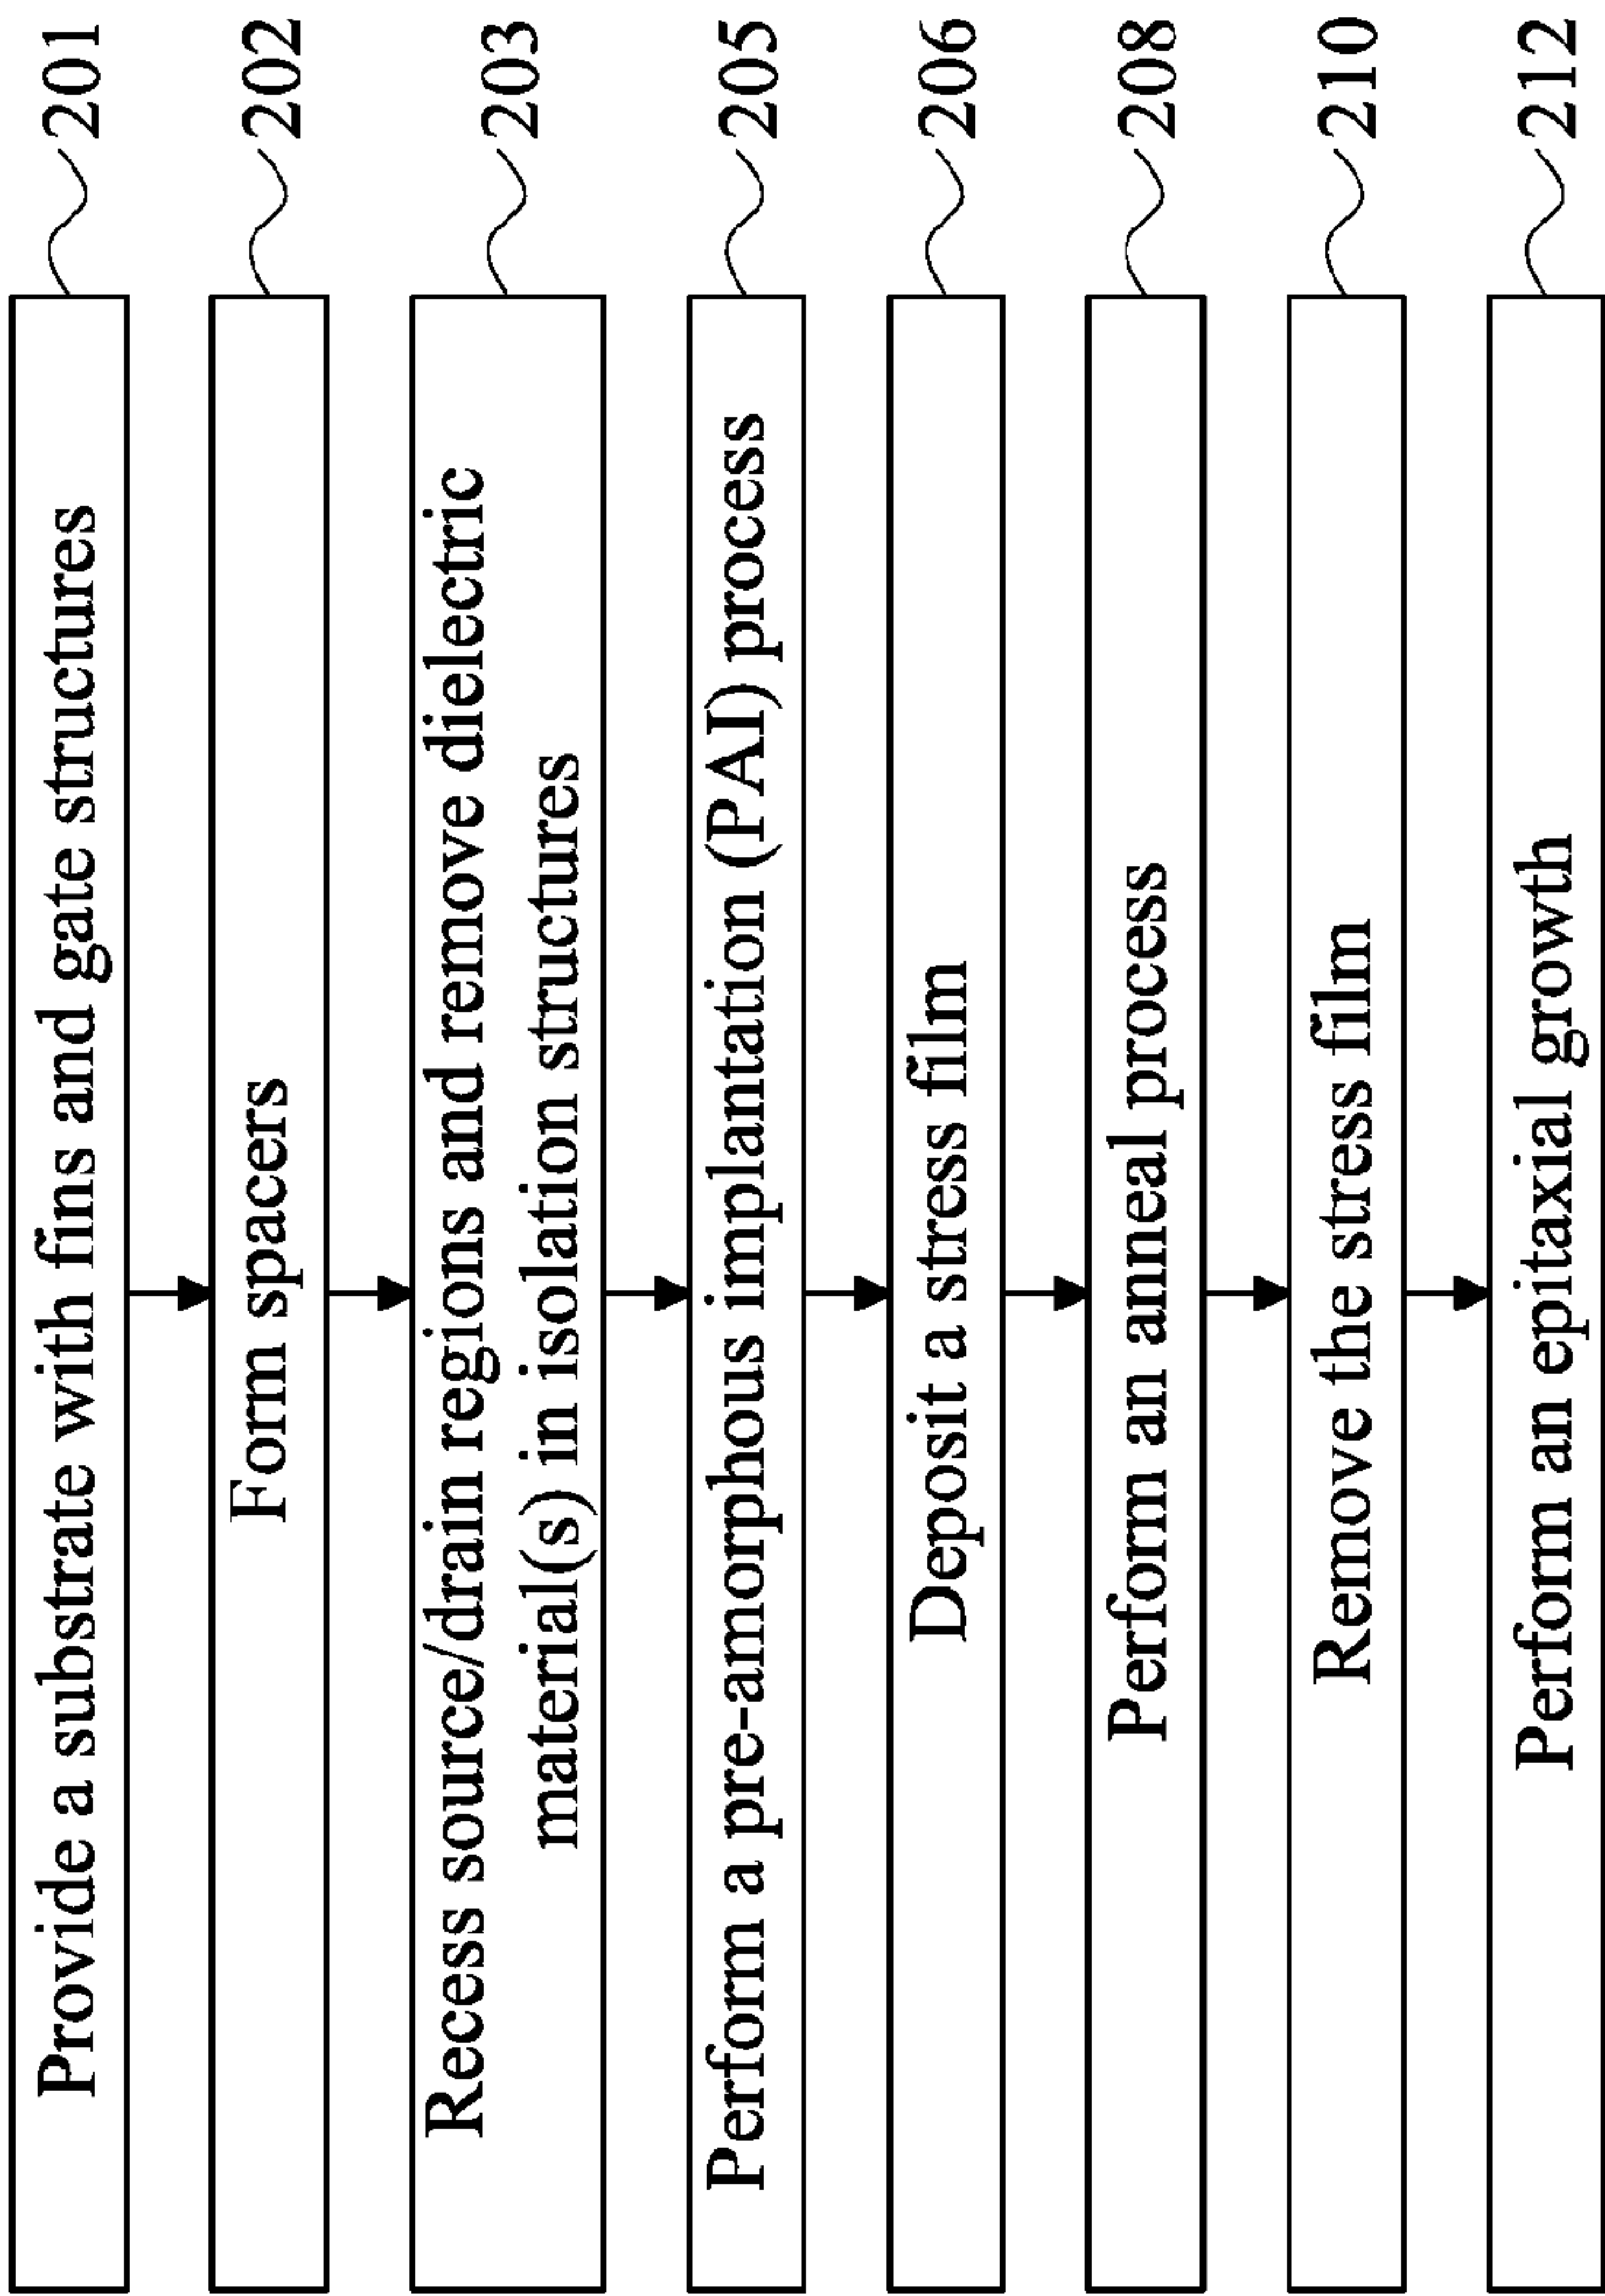 Provide a substrate with fins and gate structures
201
Form spacers
202
Recess source/drain regions and remove dielectric
material(s) in isolation structures
203
Perform a pre-amorphous implantation (PAI) process
205
Deposit a stress film
206
Perform an anneal process
208
Remove the stress film
210
Perform an epitaxial growth
212